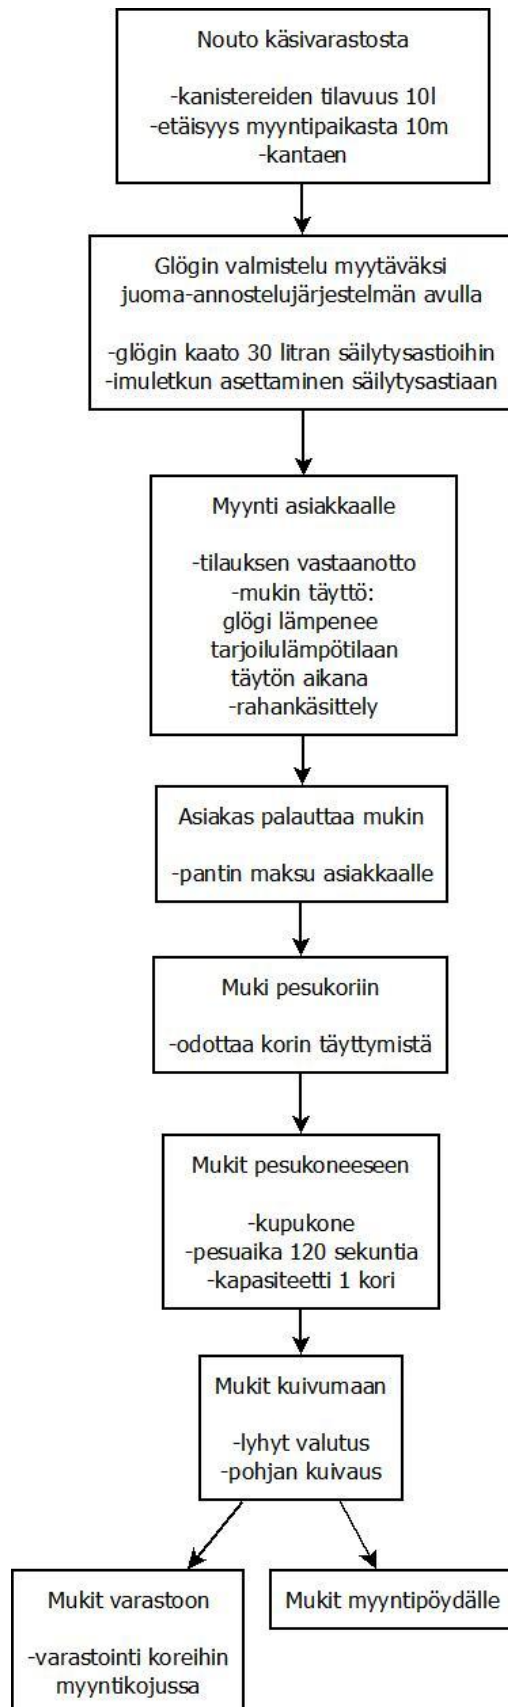 Nouto käsivarastosta
-kanistereiden tilavuus 10l
-etäisyys myyntipaikasta 10m
-kantaen
Glögin valmistelu myytäväksi
juoma-annostelujärjestelmän avulla
-glögin kaato 30 litran säilytysastioihin
-imuletkun asettaminen säilytysastiaan
Myynti asiakkaalle
-tilauksen vastaanotto
-mukin täyttö:
glögi lämpenee
tarjoilulämpötilaan
täytön aikana
-rahankäsittely
Asiakas palauttaa mukin
-pantin maksu asiakkaalle
Muki pesukoriin
-odottaa korin täyttymistä
Mukit pesukoneeseen
-kupukone
-pesuaika 120 sekuntia
-kapasiteetti 1 kori
Mukit kuivumaan
-lyhyt valutus
-pohjan kuivaus
Mukit varastoon
-varastointi koreihin
myyntikojussa
Mukit myyntipöydälle